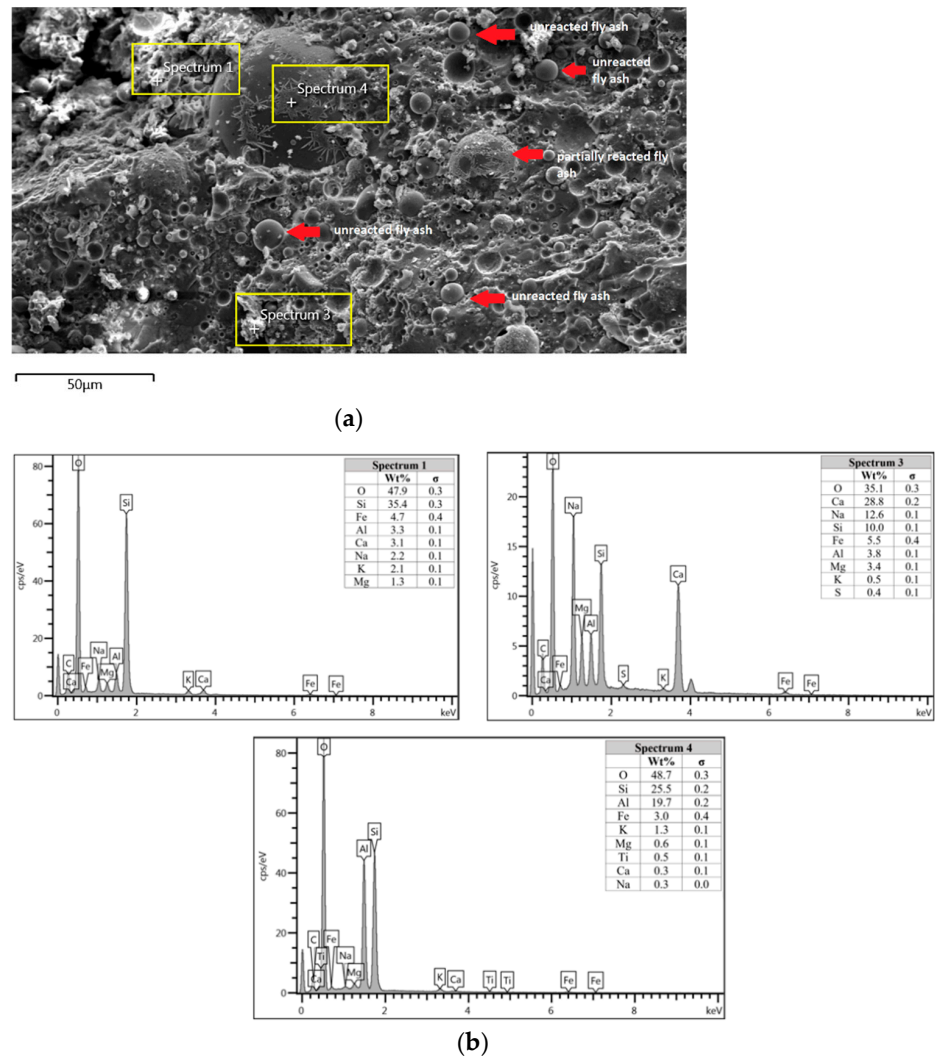 unreacted fly ash
Spectrum 1
unreacted
fly ash
Spectrum 4
partially reacted fly
ash
unreacted fly ash
unreacted fly ash
Spectrum 3
50µm
(a)
80
60
40
20
0
cps/eV
O
Si
C
Ca
Fe
Na
Mg
Al
K
Ca
Fe
Fe
0 2 4 6 8 keV
Spectrum 1
Wt% σ
O 47.9 0.3
Si 35.4 0.3
Fe 4.7 0.4
Al 3.3 0.1
Ca 3.1 0.1
Na 2.2 0.1
K 2.1 0.1
Mg 1.3 0.1
20
15
10
5
0
cps/eV
O
Na
Si
Ca
Mg
Al
C
Ca
Fe
S
K
Fe
Fe
0 2 4 6 8 keV
Spectrum 3
Wt% σ
O 35.1 0.3
Ca 28.8 0.2
Na 12.6 0.1
Si 10.0 0.1
Fe 5.5 0.4
Al 3.8 0.1
Mg 3.4 0.1
K 0.5 0.1
S 0.4 0.1
80
60
40
20
0
cps/eV
O
Al
Si
C
Ti
Fe
Ca
Na
Mg
K
Ca
Ti
Ti
Fe
Fe
0 2 4 6 8 keV
Spectrum 4
Wt% σ
O 48.7 0.3
Si 25.5 0.2
Al 19.7 0.2
Fe 3.0 0.4
K 1.3 0.1
Mg 0.6 0.1
Ti 0.5 0.1
Ca 0.3 0.1
Na 0.3 0.0
(b)